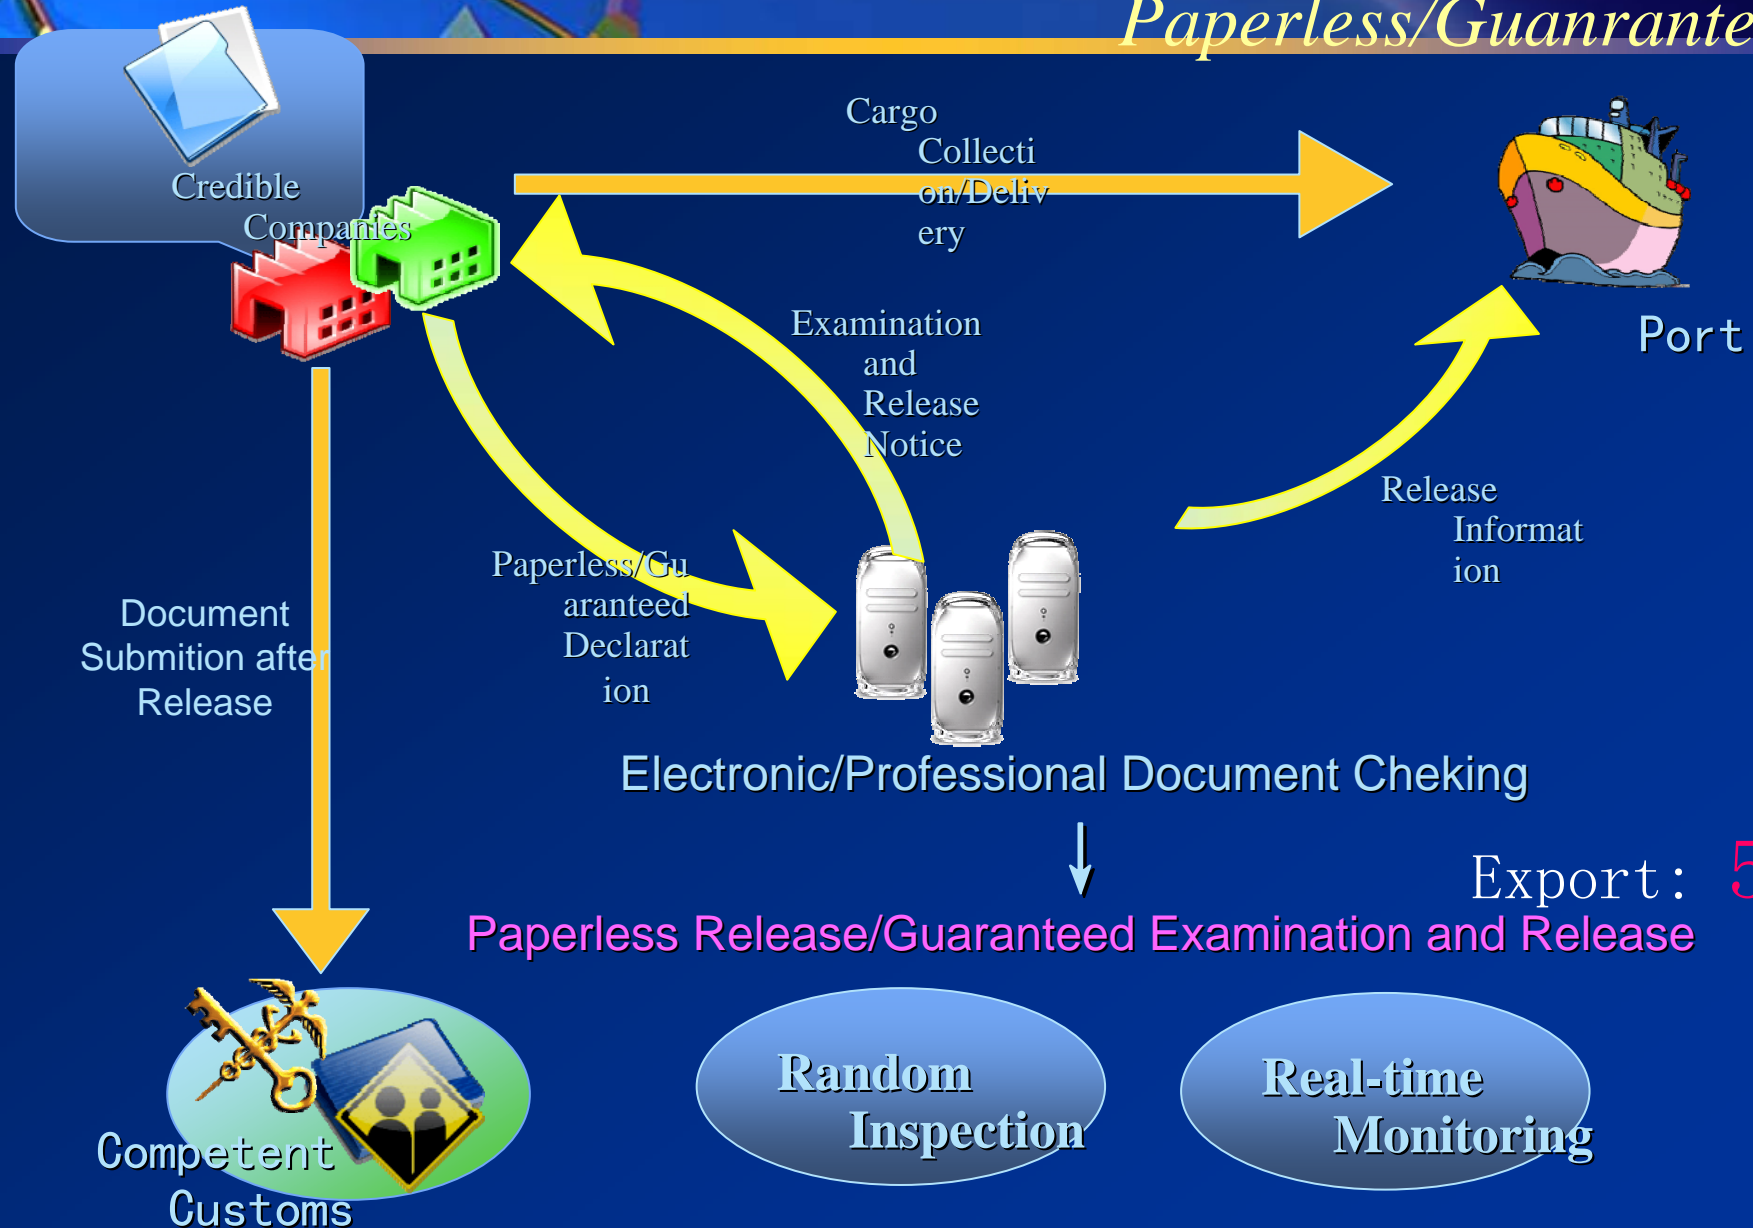 Paperless/Guanrante
Credible
Companies
Cargo
Collecti
on/Deliv
ery
Port
Examination
and
Release
Notice
Release
Informat
ion
Paperless/Gu
aranteed
Declarat
ion
Document
Submition after
Release
Electronic/Professional Document Cheking
Export: 5
Paperless Release/Guaranteed Examination and Release
Random
Inspection
Real-time
Monitoring
Competent
Customs